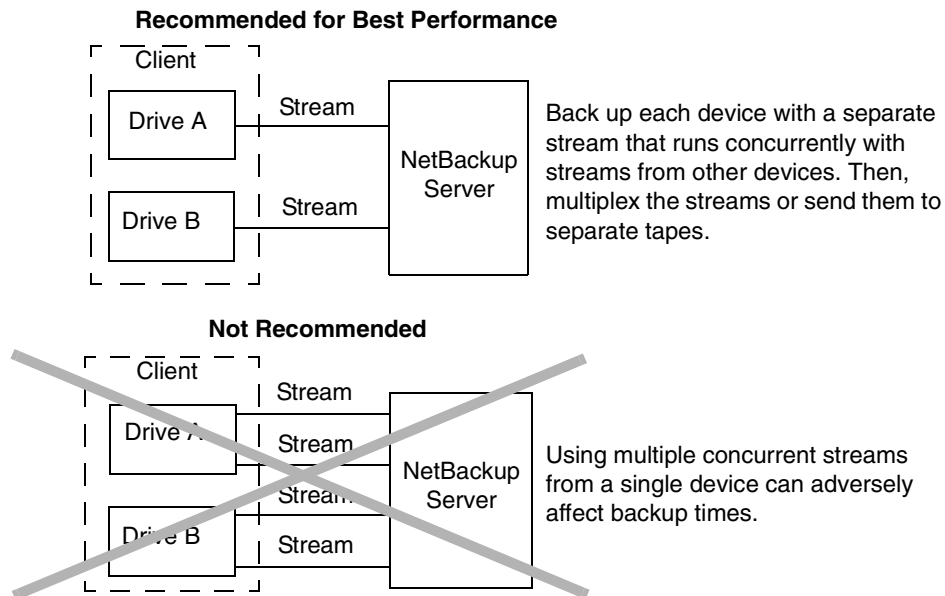 Recommended for Best Performance
Client
Drive A
Stream
Drive B
Stream
NetBackup
Server
Back up each device with a separate
stream that runs concurrently with
streams from other devices. Then,
multiplex the streams or send them to
separate tapes.
Not Recommended
Client
Drive A
Stream
Stream
Drive B
Stream
Stream
NetBackup
Server
Using multiple concurrent streams
from a single device can adversely
affect backup times.